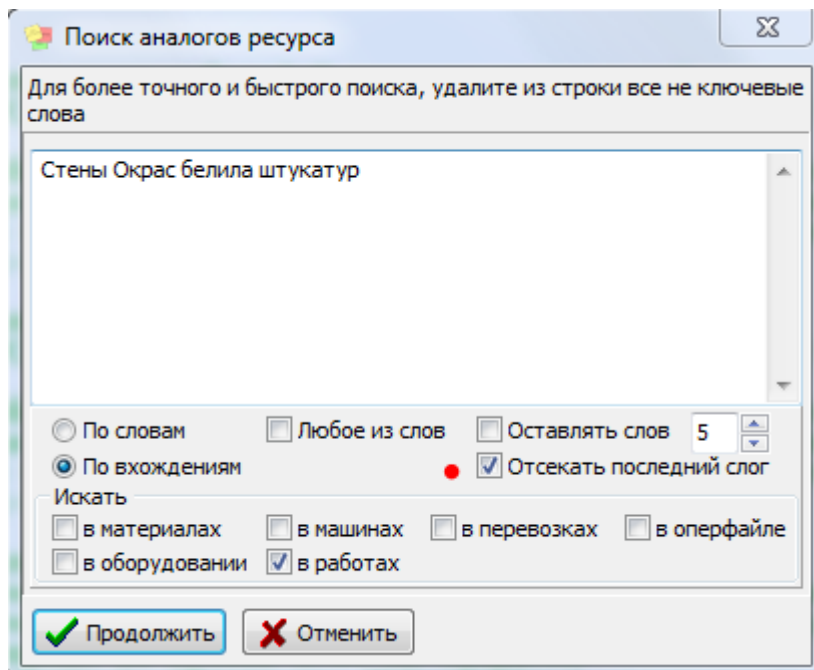 Поиск аналогов ресурса
Для более точного и быстрого поиска, удалите из строки все не ключевые
слова
Стены Окрас белила штукатур
По словам Любое из слов Оставлять слов 5
По вхождениям Отсекать последний слог
Искать
в материалах в машинах в перевозках в оперфайле
в оборудовании в работах
Продолжить Отменить